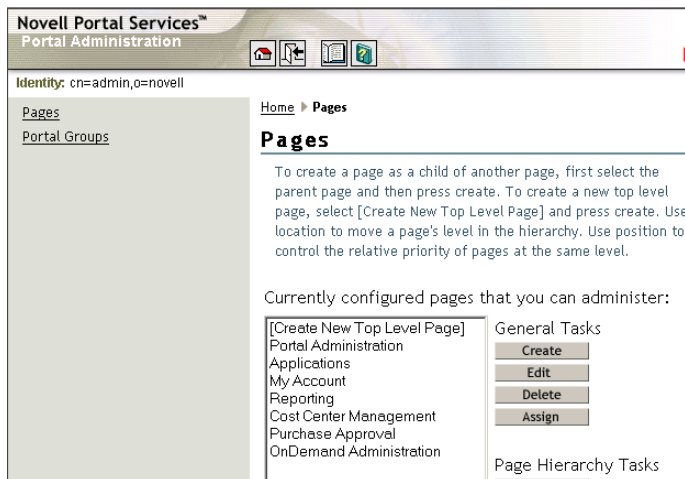 Novell Portal Services™
Portal Administration
Identity: cn=admin,o=novell
Pages
Portal Groups
Home Pages
Pages
To create a page as a child of another page, first select the
parent page and then press create. To create a new top level
page, select [Create New Top Level Page] and press create. Use
location to move a page's level in the hierarchy. Use position to
control the relative priority of pages at the same level.
Currently configured pages that you can administer:
[Create New Top Level Page]
Portal Administration
Applications
My Account
Reporting
Cost Center Management
Purchase Approval
OnDemand Administration
General Tasks
Create
Edit
Delete
Assign
Page Hierarchy Tasks